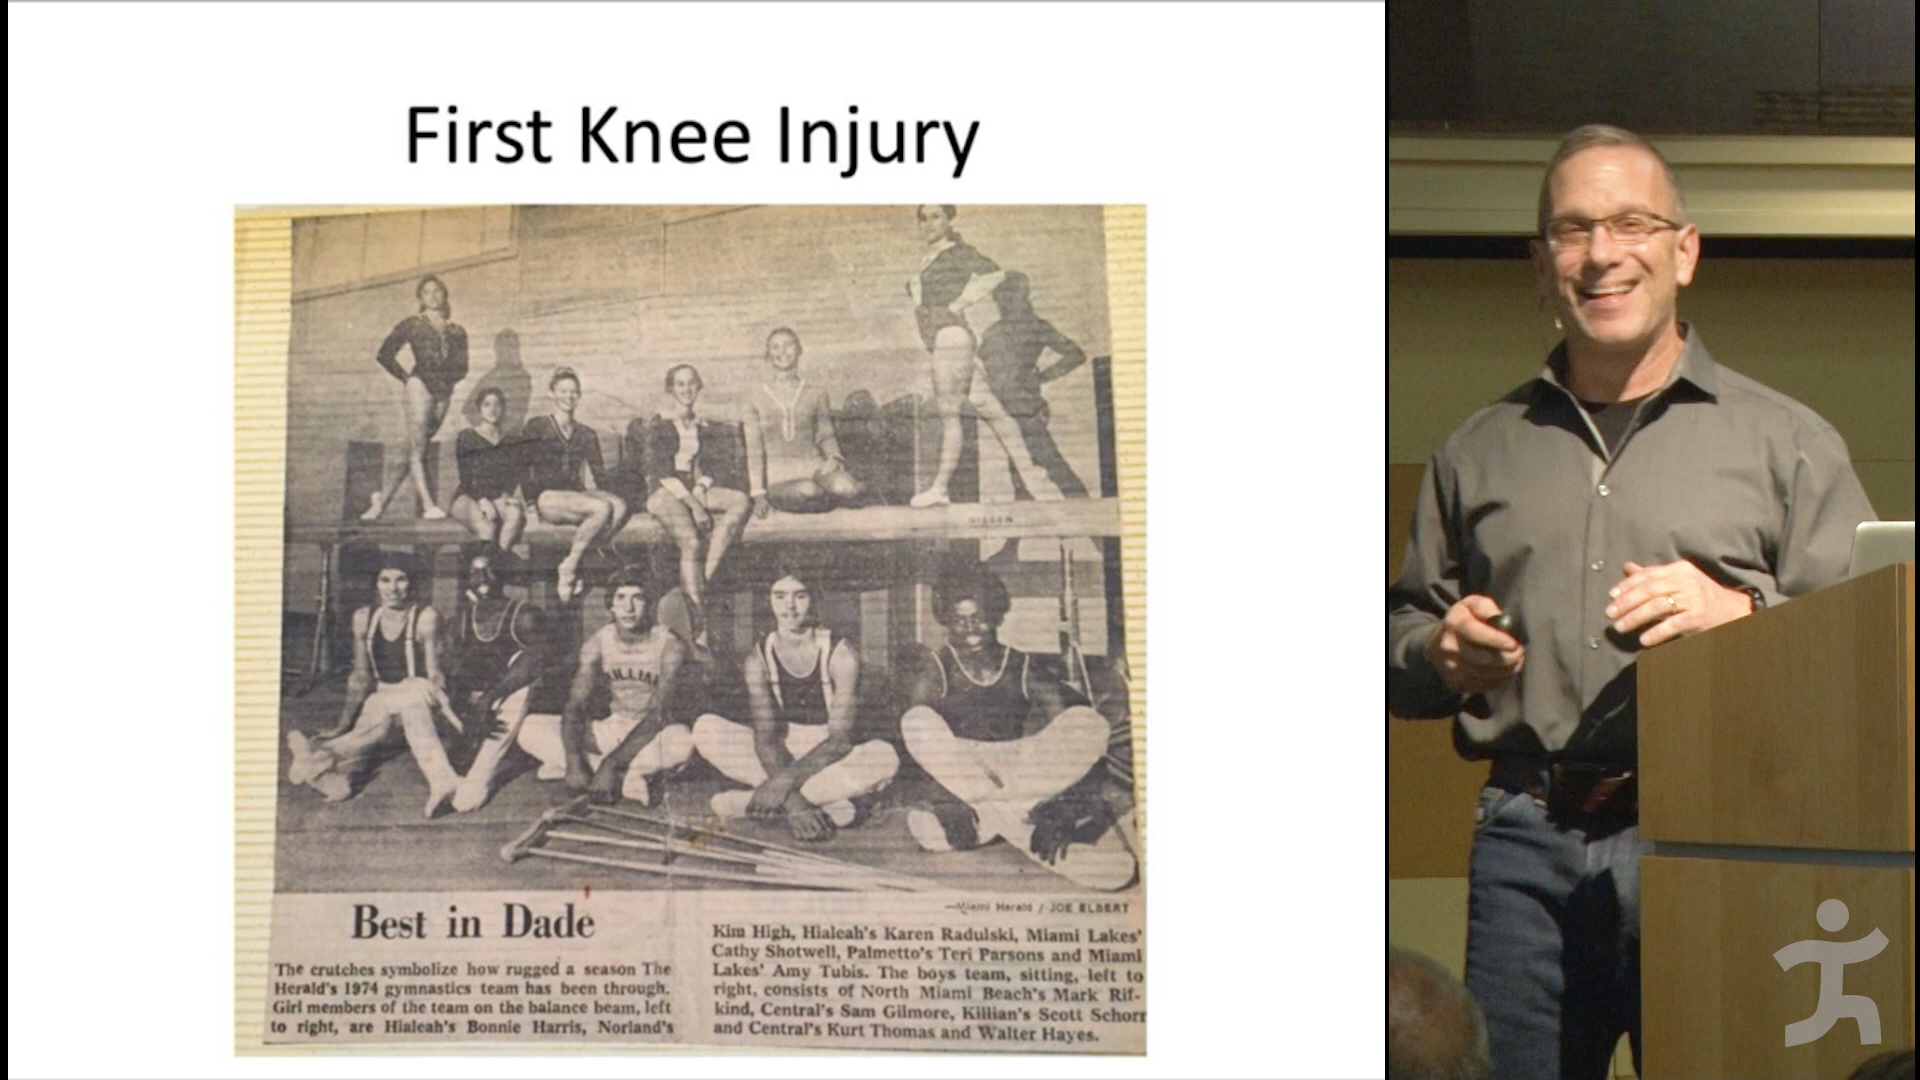 First Knee Injury
NISSEN
KILLIAN
—Miami Herald / JOE ELBERT
Best in Dade
The crutches symbolize how rugged a season The
Herald's 1974 gymnastics team has been through.
Girl members of the team on the balance beam, left
to right, are Hialeah's Bonnie Harris, Norland's
Kim High, Hialeah's Karen Radulski, Miami Lakes'
Cathy Shotwell, Palmetto's Teri Parsons and Miami
Lakes' Amy Tubis. The boys team, sitting, left to
right, consists of North Miami Beach's Mark Rif-
kind, Central's Sam Gilmore, Killian's Scott Schorr
and Central's Kurt Thomas and Walter Hayes.